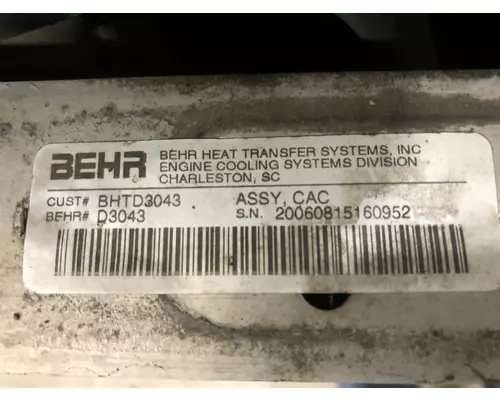 BEHR
BEHR HEAT TRANSFER SYSTEMS, INC
ENGINE COOLING SYSTEMS DIVISION
CHARLESTON, SC
CUST# BHTD3043 ASSY, CAC
BEHR# D3043 S.N. 20060815160952